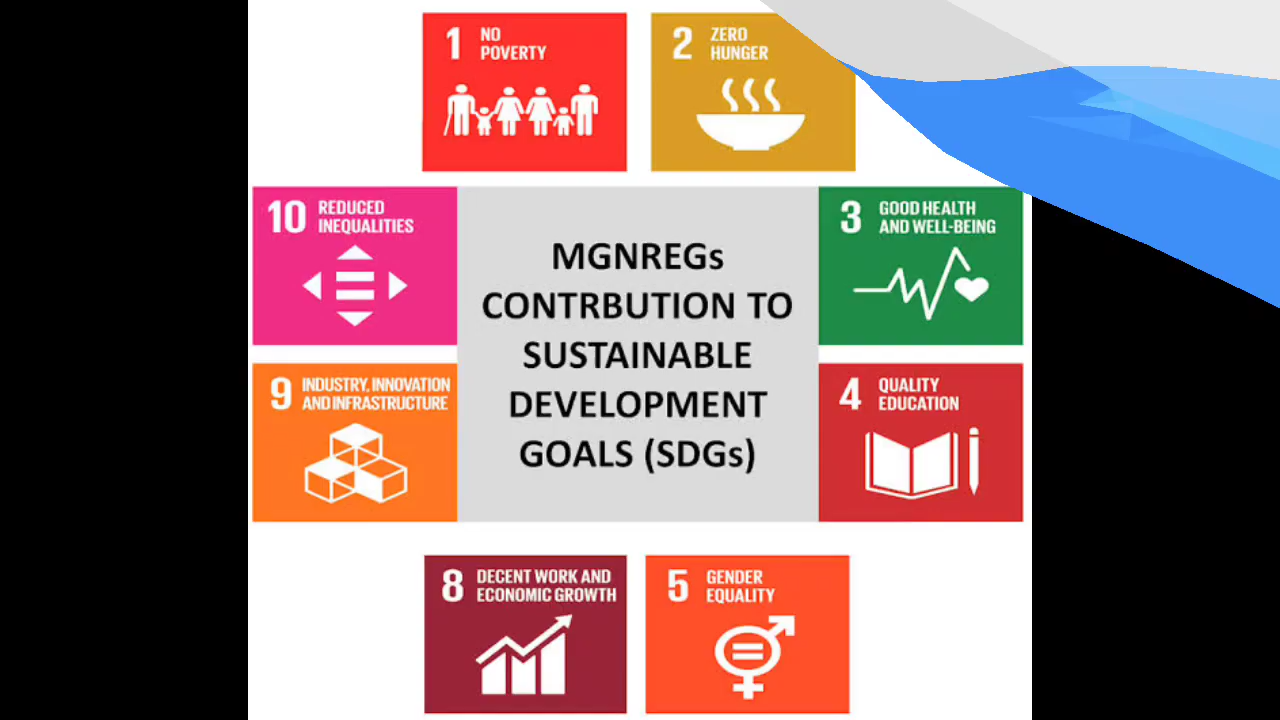 1 NO
POVERTY
2 ZERO
HUNGER
10 REDUCED
INEQUALITIES
3 GOOD HEALTH
AND WELL-BEING
MGNREGs
CONTRBUTION TO
SUSTAINABLE
DEVELOPMENT
GOALS (SDGs)
9 INDUSTRY, INNOVATION
AND INFRASTRUCTURE
4 QUALITY
EDUCATION
8 DECENT WORK AND
ECONOMIC GROWTH
5 GENDER
EQUALITY